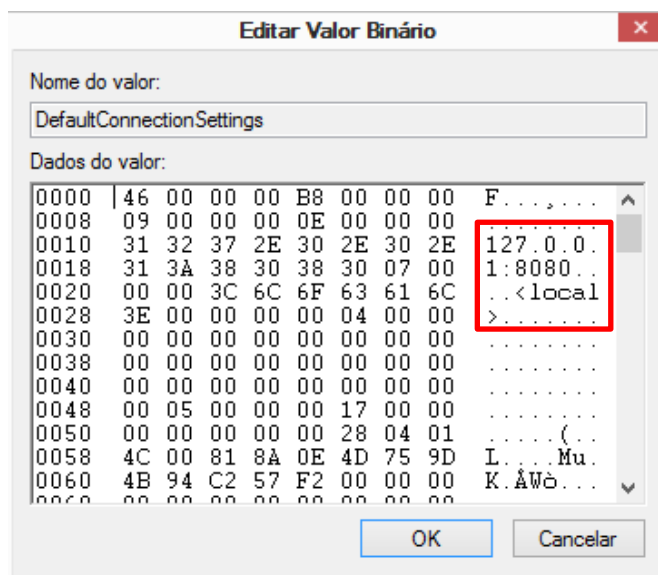 Editar Valor Binário
×
Nome do valor:
DefaultConnectionSettings
Dados do valor:
0000 46 00 00 00 B8 00 00 00 F...¸...
0008 09 00 00 00 0E 00 00 00 ........
0010 31 32 37 2E 30 2E 30 2E 127.0.0.
0018 31 3A 38 30 38 30 07 00 1:8080..
0020 00 00 3C 6C 6F 63 61 6C ..<local
0028 3E 00 00 00 00 04 00 00 >.......
0030 00 00 00 00 00 00 00 00 ........
0038 00 00 00 00 00 00 00 00 ........
0040 00 00 00 00 00 00 00 00 ........
0048 00 05 00 00 00 17 00 00 ........
0050 00 00 00 00 00 28 04 01 .....(..
0058 4C 00 81 8A 0E 4D 75 9D L....Mu.
0060 4B 94 C2 57 F2 00 00 00 K.ÂWò...
OK
Cancelar